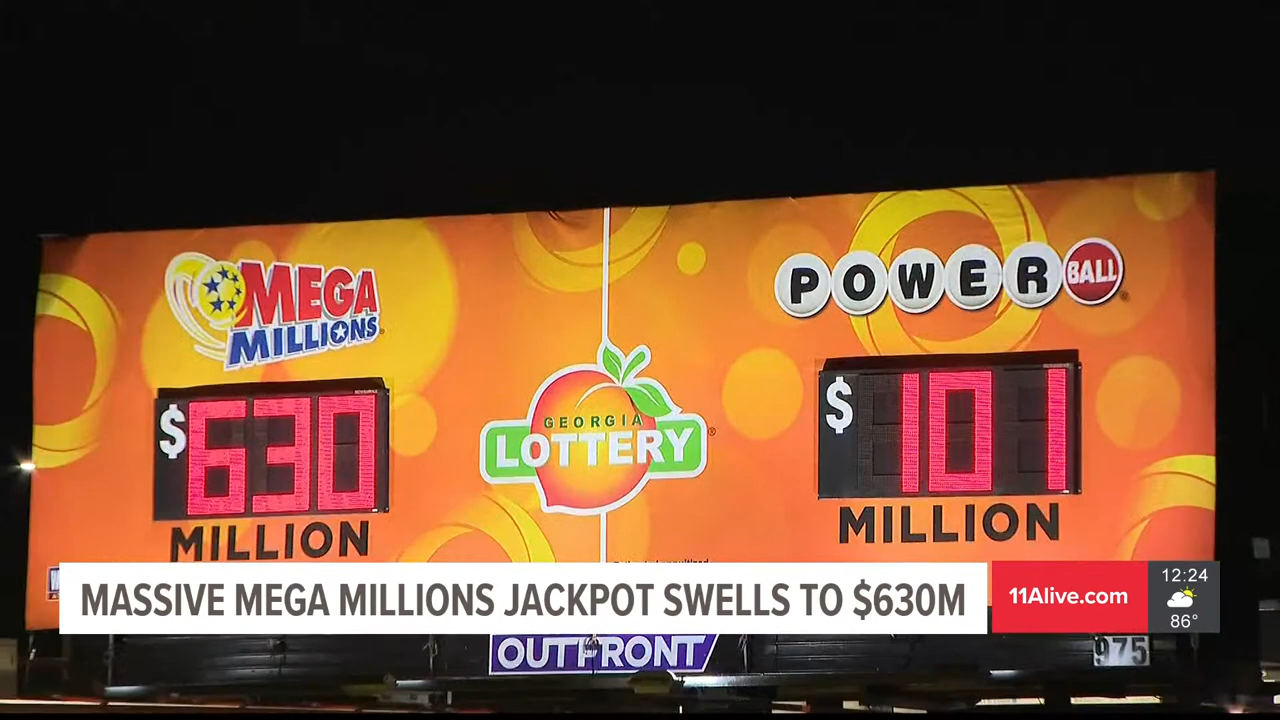 MEGA
MILLIONS
$630
MILLION
GEORGIA
LOTTERY
POWERBALL
$101
MILLION
MASSIVE MEGA MILLIONS JACKPOT SWELLS TO $630M
11Alive.com
12:24
86°
OUTFRONT
975